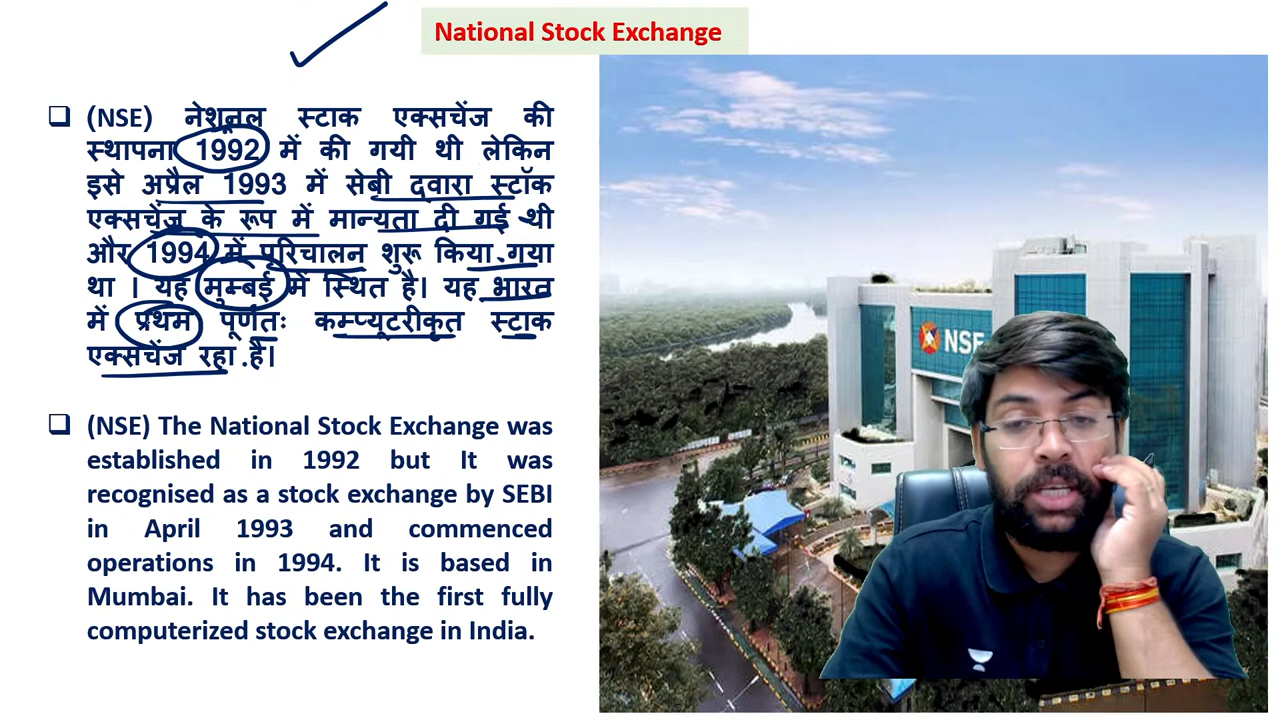 National Stock Exchange
(NSE) नेशनल स्टाक एक्सचेंज की
स्थापना 1992 में की गयी थी लेकिन
इसे अप्रैल 1993 में सेबी द्वारा स्टॉक
एक्सचेंज के रूप में मान्यता दी गई थी
और 1994 में परिचालन शुरू किया गया
था । यह मुम्बई में स्थित है। यह भारत
में प्रथम पूर्णतः कम्प्यूटरीकृत स्टाक
एक्सचेंज रहा है।
(NSE) The National Stock Exchange was
established in 1992 but It was
recognised as a stock exchange by SEBI
in April 1993 and commenced
operations in 1994. It is based in
Mumbai. It has been the first fully
computerized stock exchange in India.
NSE